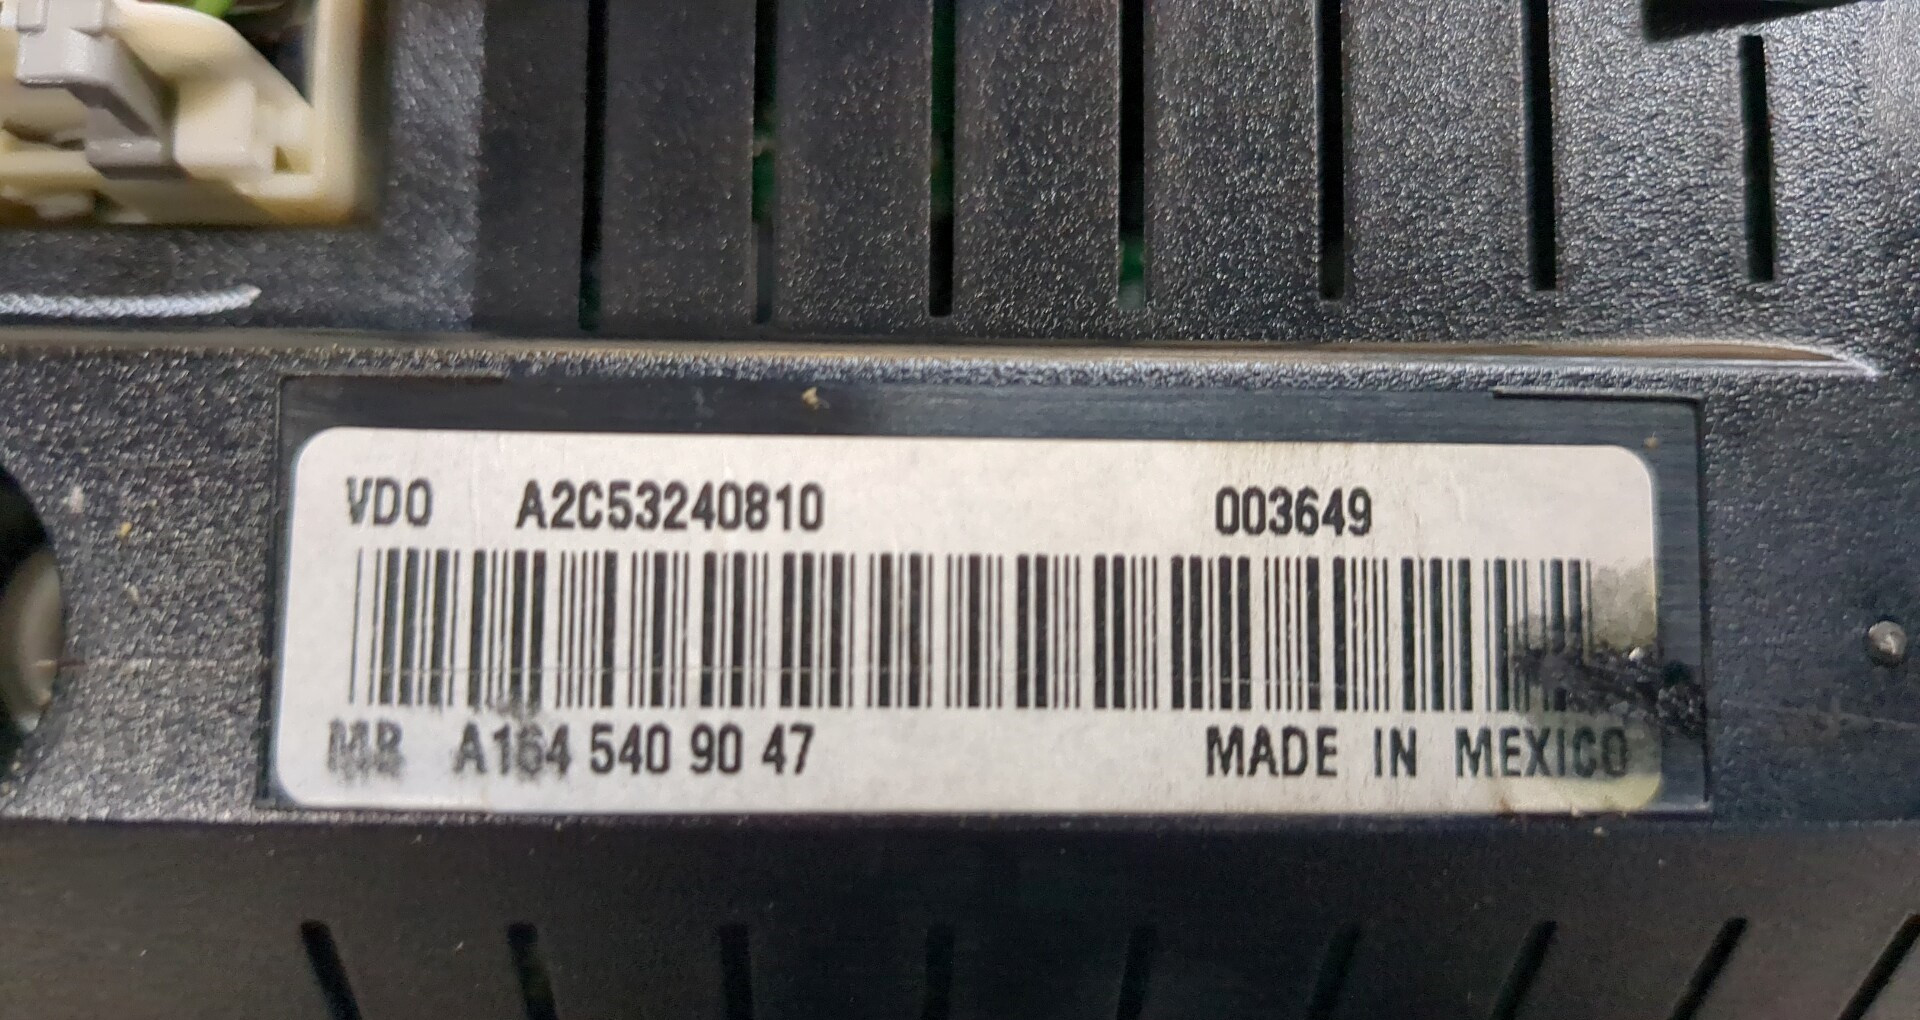 VDO A2C53240810 003649
MB A164 540 90 47 MADE IN MEXICO